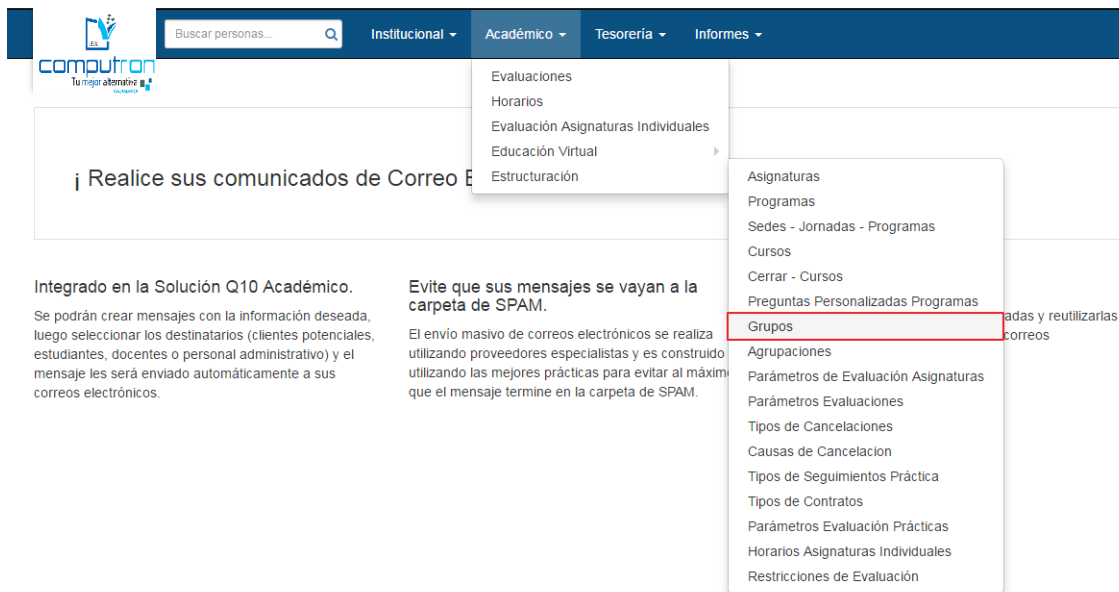 I.E.S.
computron
Tu mejor alternativa
Buscar personas...
Institucional
Académico
Tesorería
Informes
Evaluaciones
Horarios
Evaluación Asignaturas Individuales
Educación Virtual
Estructuración
¡ Realice sus comunicados de Correo E
Asignaturas
Programas
Sedes - Jornadas - Programas
Cursos
Cerrar - Cursos
Preguntas Personalizadas Programas
Grupos
Agrupaciones
Parámetros de Evaluación Asignaturas
Parámetros Evaluaciones
Tipos de Cancelaciones
Causas de Cancelacion
Tipos de Seguimientos Práctica
Tipos de Contratos
Parámetros Evaluación Prácticas
Horarios Asignaturas Individuales
Restricciones de Evaluación
Integrado en la Solución Q10 Académico.
Se podrán crear mensajes con la información deseada,
luego seleccionar los destinatarios (clientes potenciales,
estudiantes, docentes o personal administrativo) y el
mensaje les será enviado automáticamente a sus
correos electrónicos.
Evite que sus mensajes se vayan a la
carpeta de SPAM.
El envío masivo de correos electrónicos se realiza
utilizando proveedores especialistas y es construido
utilizando las mejores prácticas para evitar al máximo
que el mensaje termine en la carpeta de SPAM.
adas y reutilizarlas
correos